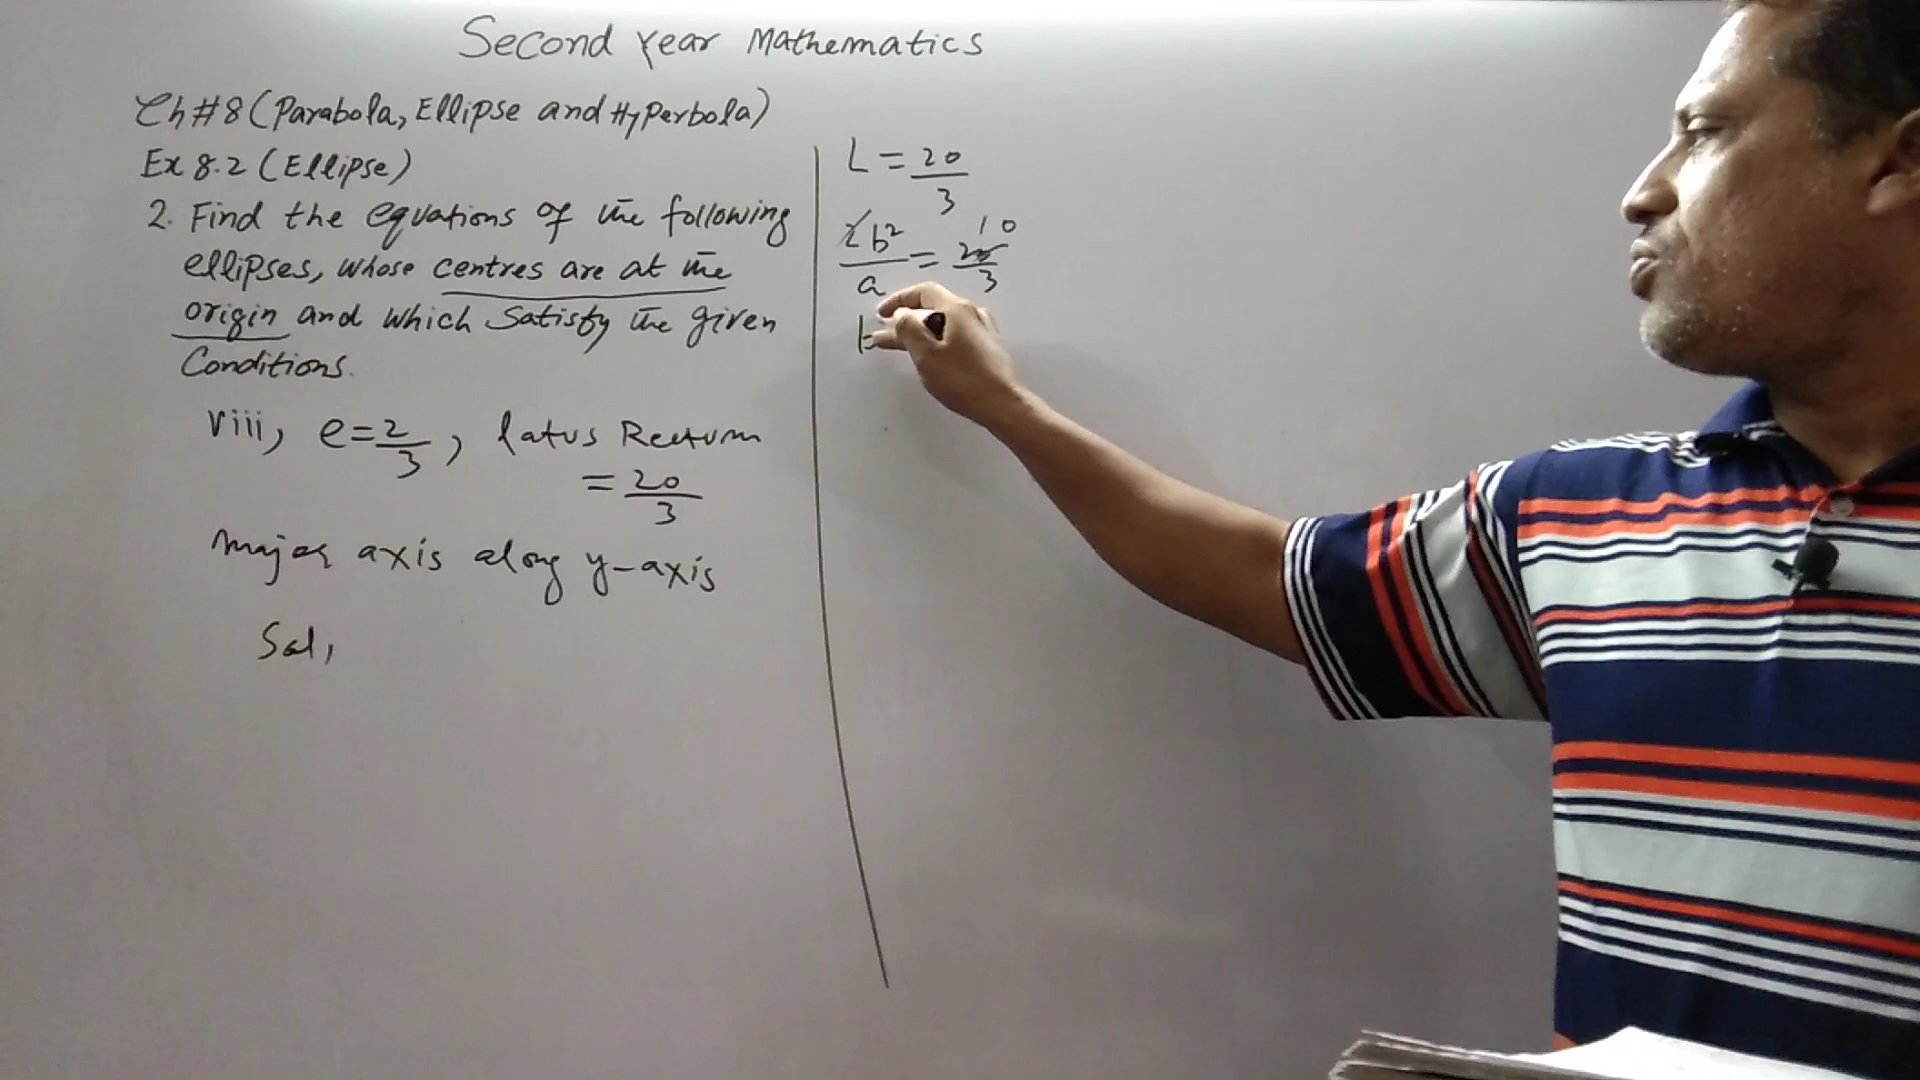 Second Year Mathematics
Ch#8 (Parabola, Ellipse and Hyperbola)
Ex 8.2 (Ellipse)
2. Find the equations of the following
ellipses, whose centres are at the
origin and which satisfy the given
Conditions.
viii, e = 2/3, latus Rectum
= 20/3
major axis along y-axis
Sol,
L = 20/3
2b²/a = 20/3
10
b